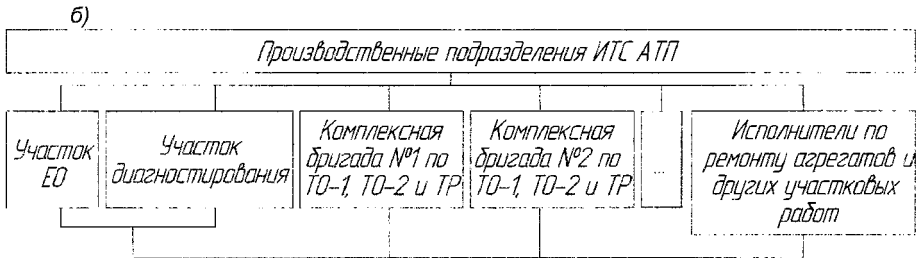 б)
Производственные подразделения ИТС АТП
Участок
ЕО
Участок
диагностирования
Комплексная
бригада №1 по
ТО-1, ТО-2 и ТР
Комплексная
бригада №2 по
ТО-1, ТО-2 и ТР
...
Исполнители по
ремонту агрегатов и
других участковых
работ